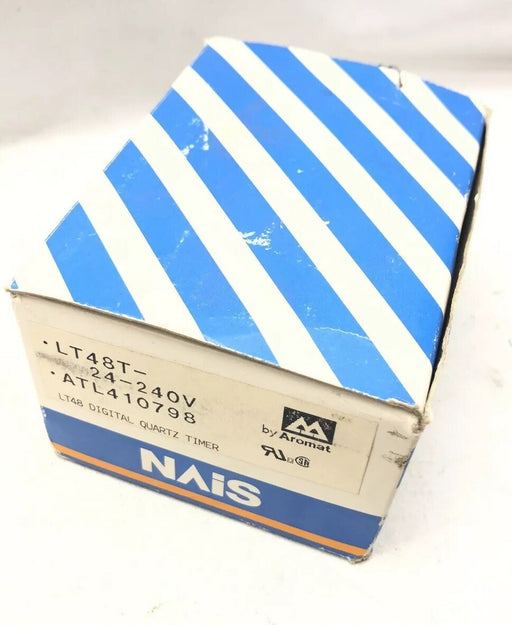 ·LT48T-
24-240V
·ATL410798
LT48 DIGITAL QUARTZ TIMER
by Aromat
NAiS